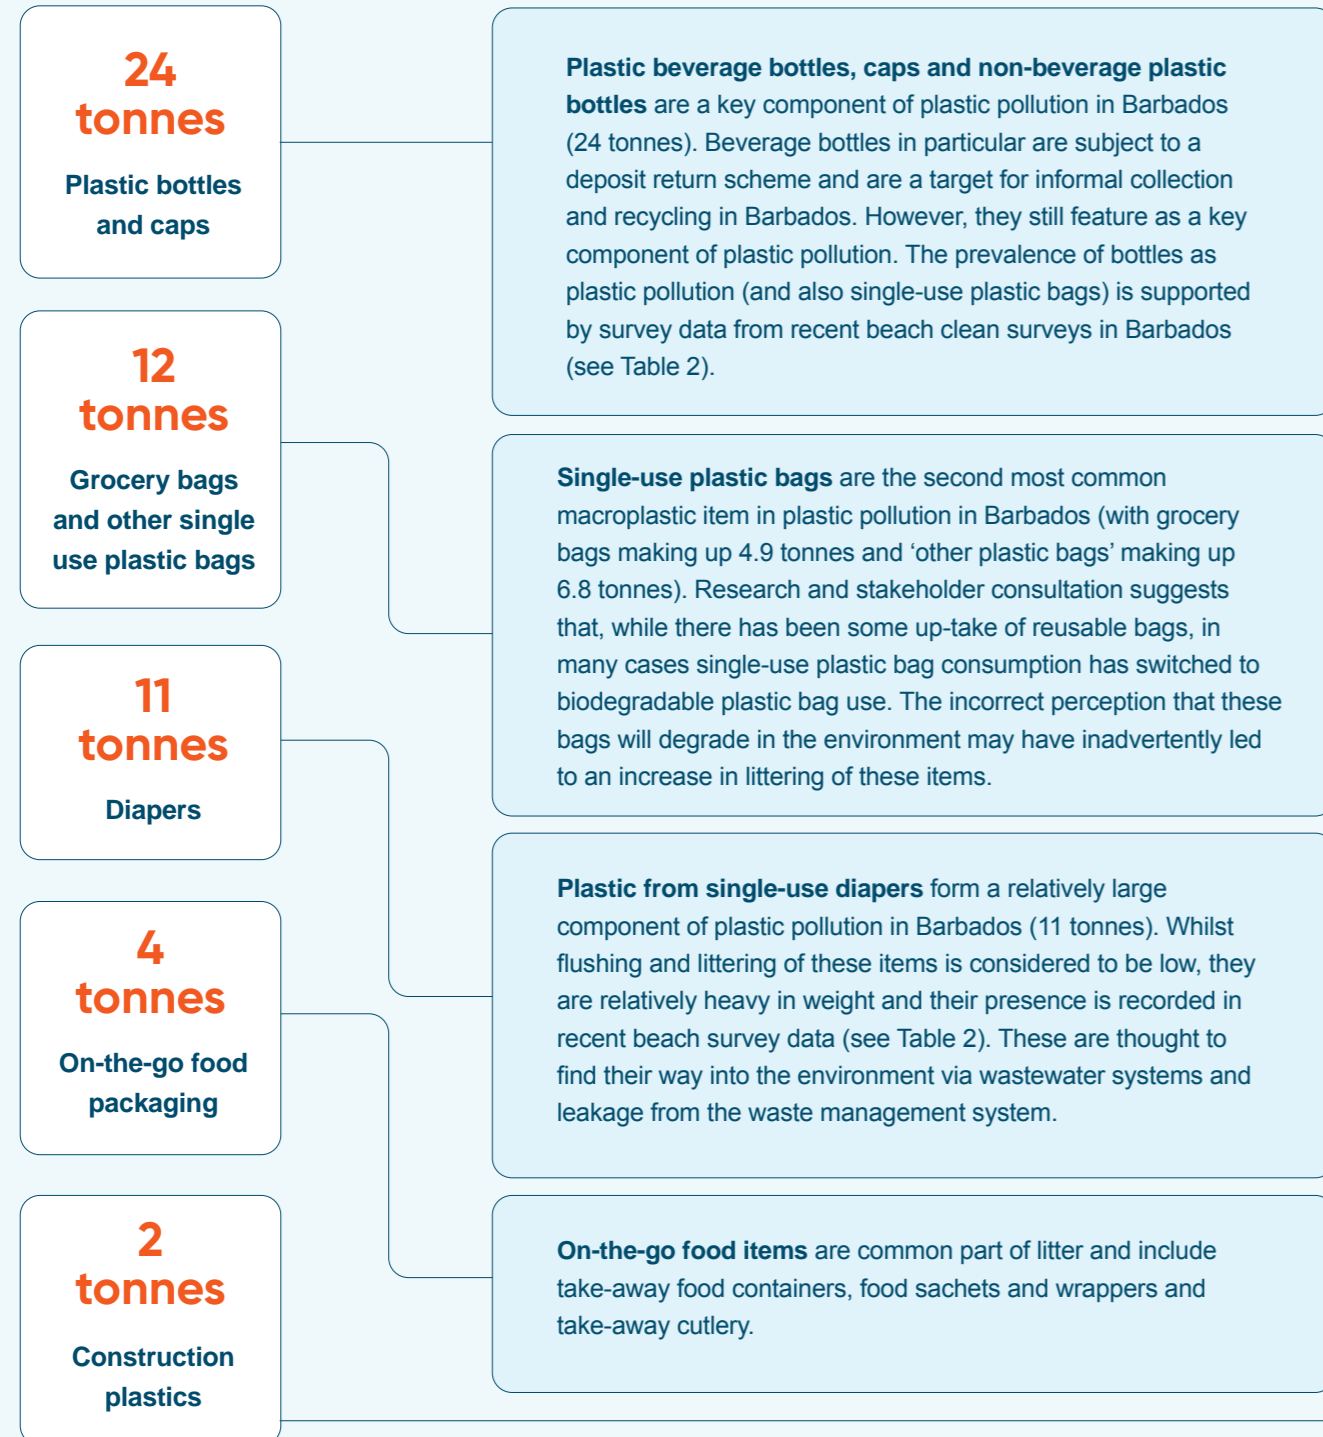 24
tonnes
Plastic bottles
and caps
Plastic beverage bottles, caps and non-beverage plastic
bottles are a key component of plastic pollution in Barbados
(24 tonnes). Beverage bottles in particular are subject to a
deposit return scheme and are a target for informal collection
and recycling in Barbados. However, they still feature as a key
component of plastic pollution. The prevalence of bottles as
plastic pollution (and also single-use plastic bags) is supported
by survey data from recent beach clean surveys in Barbados
(see Table 2).
12
tonnes
Grocery bags
and other single
use plastic bags
Single-use plastic bags are the second most common
macroplastic item in plastic pollution in Barbados (with grocery
bags making up 4.9 tonnes and ‘other plastic bags’ making up
6.8 tonnes). Research and stakeholder consultation suggests
that, while there has been some up-take of reusable bags, in
many cases single-use plastic bag consumption has switched to
biodegradable plastic bag use. The incorrect perception that these
bags will degrade in the environment may have inadvertently led
to an increase in littering of these items.
11
tonnes
Diapers
Plastic from single-use diapers form a relatively large
component of plastic pollution in Barbados (11 tonnes). Whilst
flushing and littering of these items is considered to be low, they
are relatively heavy in weight and their presence is recorded in
recent beach survey data (see Table 2). These are thought to
find their way into the environment via wastewater systems and
leakage from the waste management system.
4
tonnes
On-the-go food
packaging
On-the-go food items are common part of litter and include
take-away food containers, food sachets and wrappers and
take-away cutlery.
2
tonnes
Construction
plastics